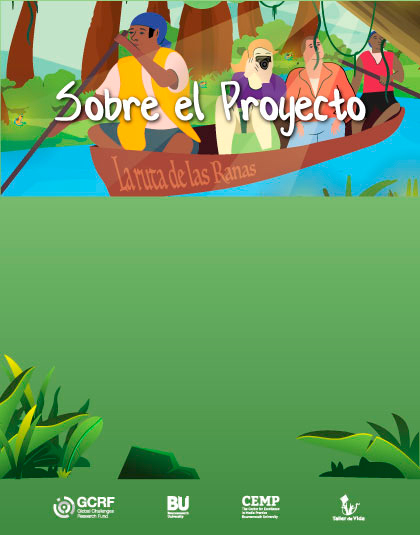 Sobre el Proyecto
La ruta de las Ranas
GCRF
Global Challenges
Research Fund
BU
Bournemouth
University
CEMP
The Centre for Excellence
in Media Practice
Bournemouth University
Taller de Vida